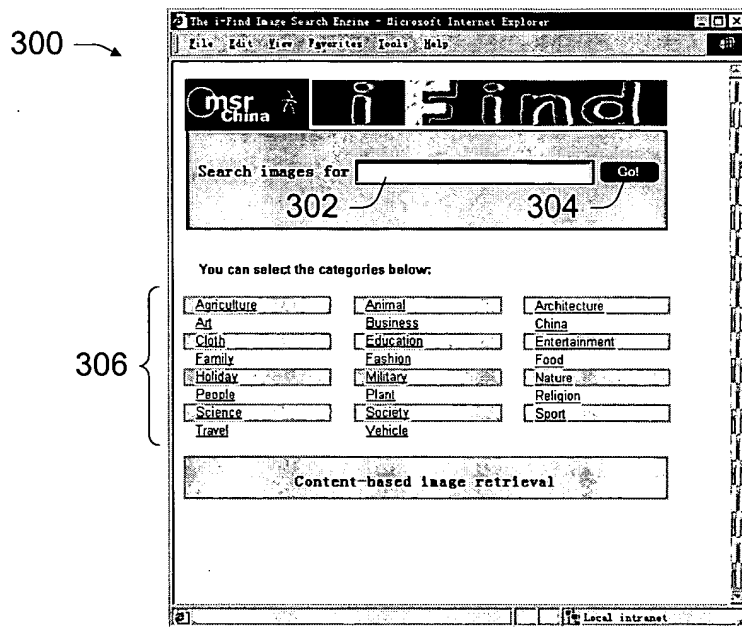 The i-Find Image Search Engine - Microsoft Internet Explorer
File Edit View Favorites Tools Help
300
msr
China
i Find
Search images for
Go!
302
304
You can select the categories below:
306
Agriculture Animal Architecture
Art Business China
Cloth Education Entertainment
Family Fashion Food
Holiday Military Nature
People Plant Religion
Science Society Sport
Travel Vehicle
Content-based image retrieval
Local intranet